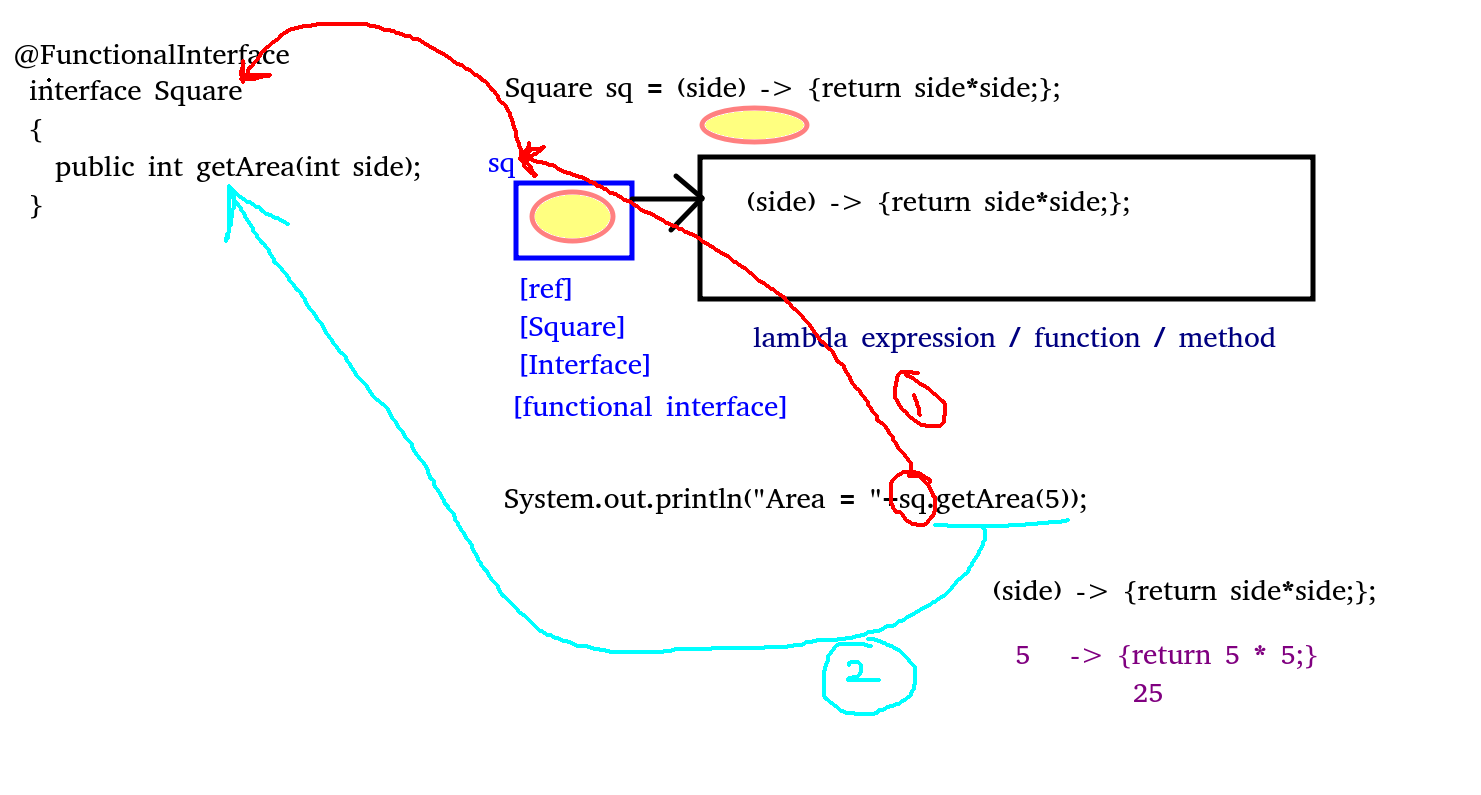 @FunctionalInterface
interface Square
{
public int getArea(int side);
}
Square sq = (side) -> {return side*side;};
sq
(side) -> {return side*side;};
[ref]
[Square]
[Interface]
[functional interface]
lambda expression / function / method
1
System.out.println("Area = "+sq.getArea(5));
2
(side) -> {return side*side;};
5 -> {return 5 * 5;}
25